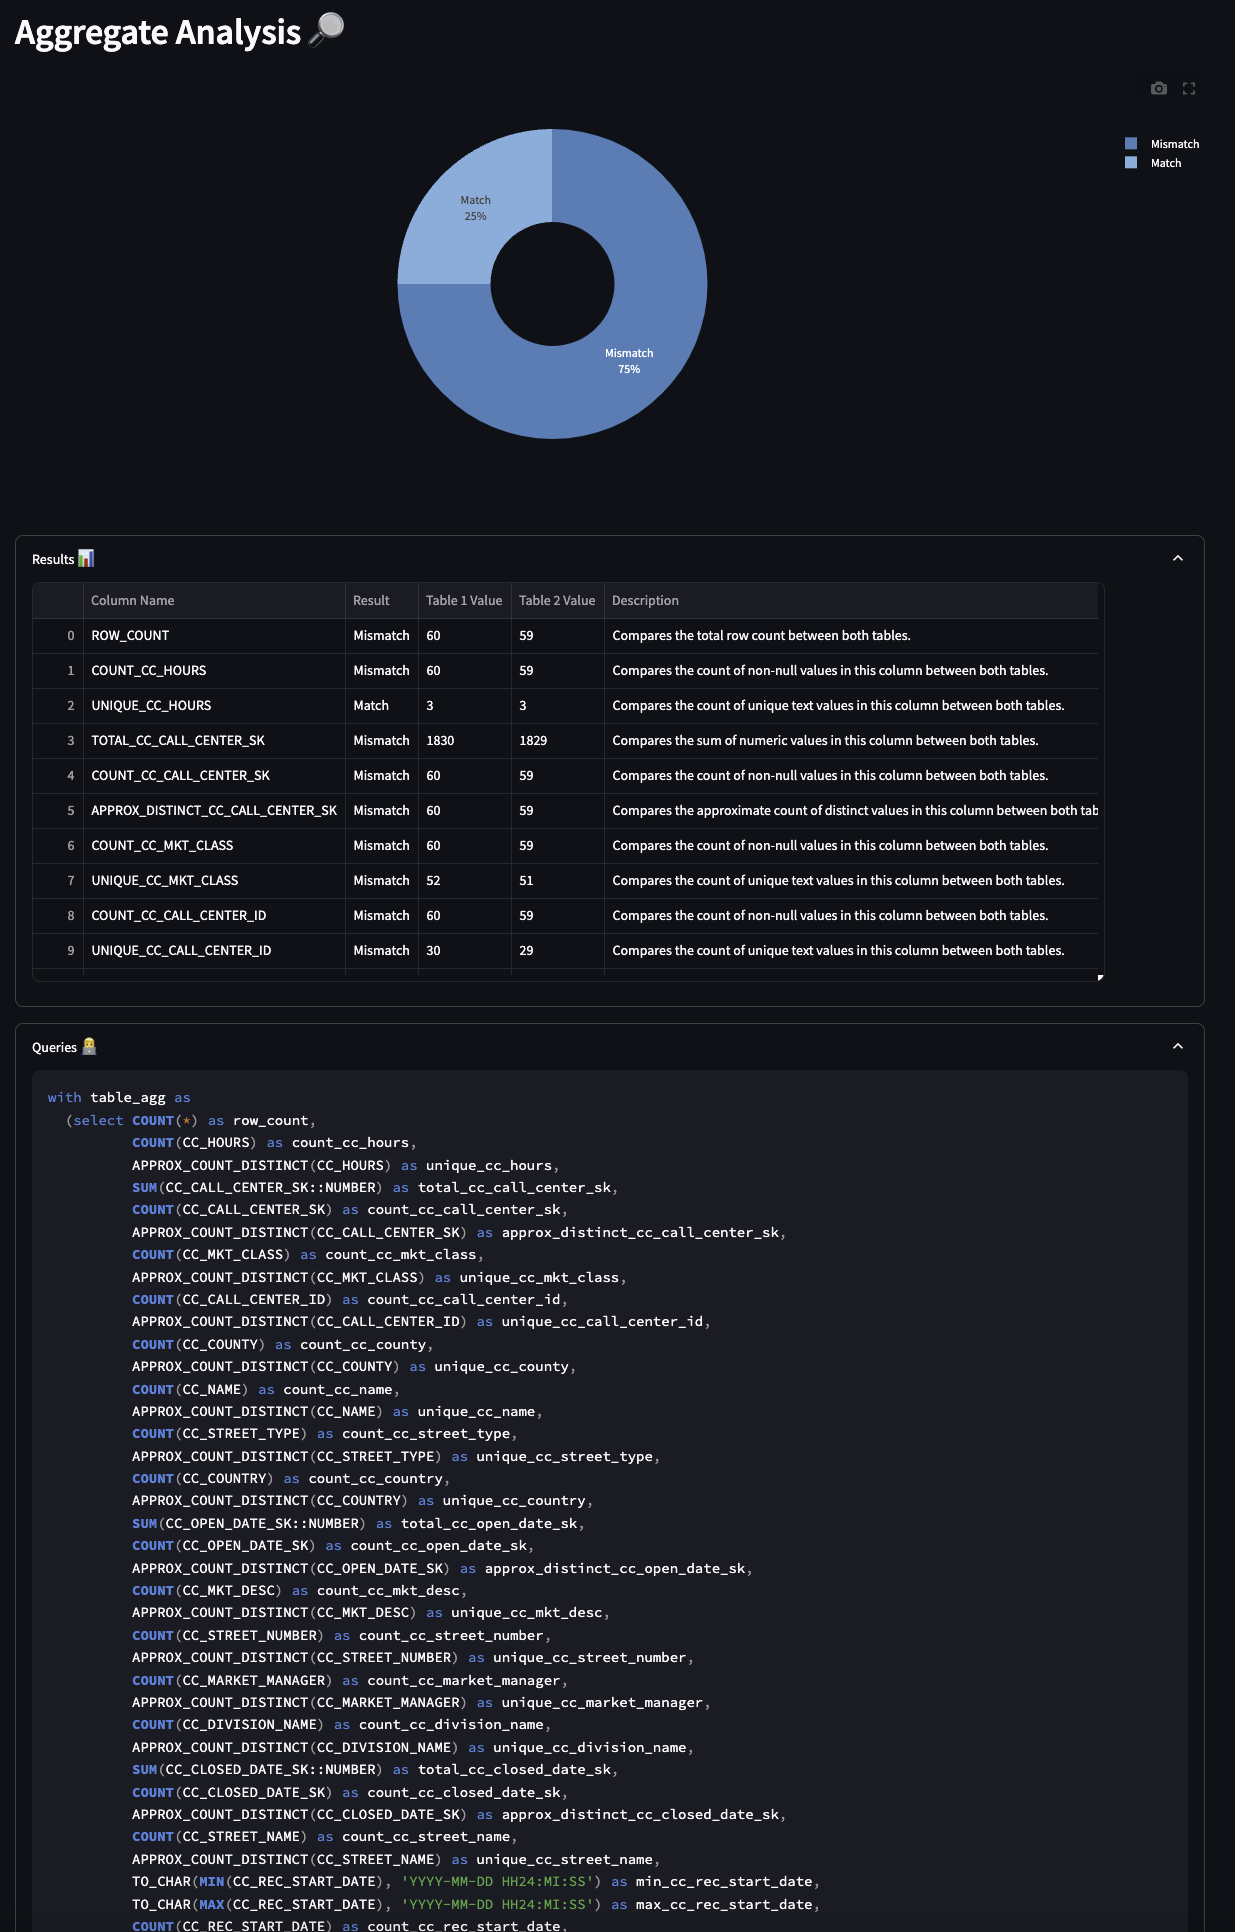 Aggregate Analysis
Mismatch
Match
Match
25%
Mismatch
75%
Results
Column Name Result Table 1 Value Table 2 Value Description
0 ROW_COUNT Mismatch 60 59 Compares the total row count between both tables.
1 COUNT_CC_HOURS Mismatch 60 59 Compares the count of non-null values in this column between both tables.
2 UNIQUE_CC_HOURS Match 3 3 Compares the count of unique text values in this column between both tables.
3 TOTAL_CC_CALL_CENTER_SK Mismatch 1830 1829 Compares the sum of numeric values in this column between both tables.
4 COUNT_CC_CALL_CENTER_SK Mismatch 60 59 Compares the count of non-null values in this column between both tables.
5 APPROX_DISTINCT_CC_CALL_CENTER_SK Mismatch 60 59 Compares the approximate count of distinct values in this column between both tab
6 COUNT_CC_MKT_CLASS Mismatch 60 59 Compares the count of non-null values in this column between both tables.
7 UNIQUE_CC_MKT_CLASS Mismatch 52 51 Compares the count of unique text values in this column between both tables.
8 COUNT_CC_CALL_CENTER_ID Mismatch 60 59 Compares the count of non-null values in this column between both tables.
9 UNIQUE_CC_CALL_CENTER_ID Mismatch 30 29 Compares the count of unique text values in this column between both tables.
Queries
with table_agg as
(select COUNT(*) as row_count,
COUNT(CC_HOURS) as count_cc_hours,
APPROX_COUNT_DISTINCT(CC_HOURS) as unique_cc_hours,
SUM(CC_CALL_CENTER_SK::NUMBER) as total_cc_call_center_sk,
COUNT(CC_CALL_CENTER_SK) as count_cc_call_center_sk,
APPROX_COUNT_DISTINCT(CC_CALL_CENTER_SK) as approx_distinct_cc_call_center_sk,
COUNT(CC_MKT_CLASS) as count_cc_mkt_class,
APPROX_COUNT_DISTINCT(CC_MKT_CLASS) as unique_cc_mkt_class,
COUNT(CC_CALL_CENTER_ID) as count_cc_call_center_id,
APPROX_COUNT_DISTINCT(CC_CALL_CENTER_ID) as unique_cc_call_center_id,
COUNT(CC_COUNTY) as count_cc_county,
APPROX_COUNT_DISTINCT(CC_COUNTY) as unique_cc_county,
COUNT(CC_NAME) as count_cc_name,
APPROX_COUNT_DISTINCT(CC_NAME) as unique_cc_name,
COUNT(CC_STREET_TYPE) as count_cc_street_type,
APPROX_COUNT_DISTINCT(CC_STREET_TYPE) as unique_cc_street_type,
COUNT(CC_COUNTRY) as count_cc_country,
APPROX_COUNT_DISTINCT(CC_COUNTRY) as unique_cc_country,
SUM(CC_OPEN_DATE_SK::NUMBER) as total_cc_open_date_sk,
COUNT(CC_OPEN_DATE_SK) as count_cc_open_date_sk,
APPROX_COUNT_DISTINCT(CC_OPEN_DATE_SK) as approx_distinct_cc_open_date_sk,
COUNT(CC_MKT_DESC) as count_cc_mkt_desc,
APPROX_COUNT_DISTINCT(CC_MKT_DESC) as unique_cc_mkt_desc,
COUNT(CC_STREET_NUMBER) as count_cc_street_number,
APPROX_COUNT_DISTINCT(CC_STREET_NUMBER) as unique_cc_street_number,
COUNT(CC_MARKET_MANAGER) as count_cc_market_manager,
APPROX_COUNT_DISTINCT(CC_MARKET_MANAGER) as unique_cc_market_manager,
COUNT(CC_DIVISION_NAME) as count_cc_division_name,
APPROX_COUNT_DISTINCT(CC_DIVISION_NAME) as unique_cc_division_name,
SUM(CC_CLOSED_DATE_SK::NUMBER) as total_cc_closed_date_sk,
COUNT(CC_CLOSED_DATE_SK) as count_cc_closed_date_sk,
APPROX_COUNT_DISTINCT(CC_CLOSED_DATE_SK) as approx_distinct_cc_closed_date_sk,
COUNT(CC_STREET_NAME) as count_cc_street_name,
APPROX_COUNT_DISTINCT(CC_STREET_NAME) as unique_cc_street_name,
TO_CHAR(MIN(CC_REC_START_DATE), 'YYYY-MM-DD HH24:MI:SS') as min_cc_rec_start_date,
TO_CHAR(MAX(CC_REC_START_DATE), 'YYYY-MM-DD HH24:MI:SS') as max_cc_rec_start_date,
COUNT(CC_REC_START_DATE) as count_cc_rec_start_date,